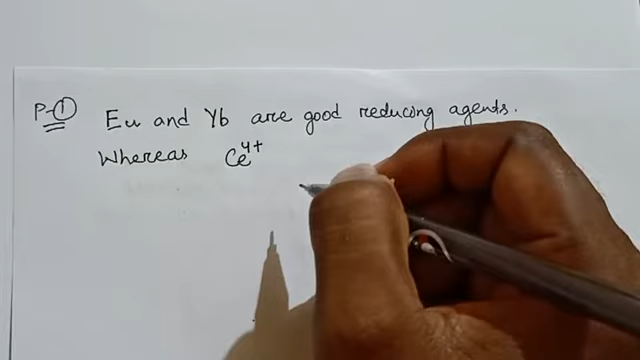 P-① Eu and Yb are good reducing agents.
Whereas Ce⁴⁺